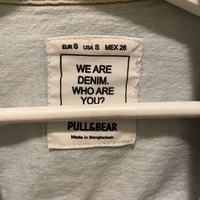 EUR S USA S MEX 26
WE ARE
DENIM.
WHO ARE
YOU?
PULL&BEAR
Made in Bangladesh